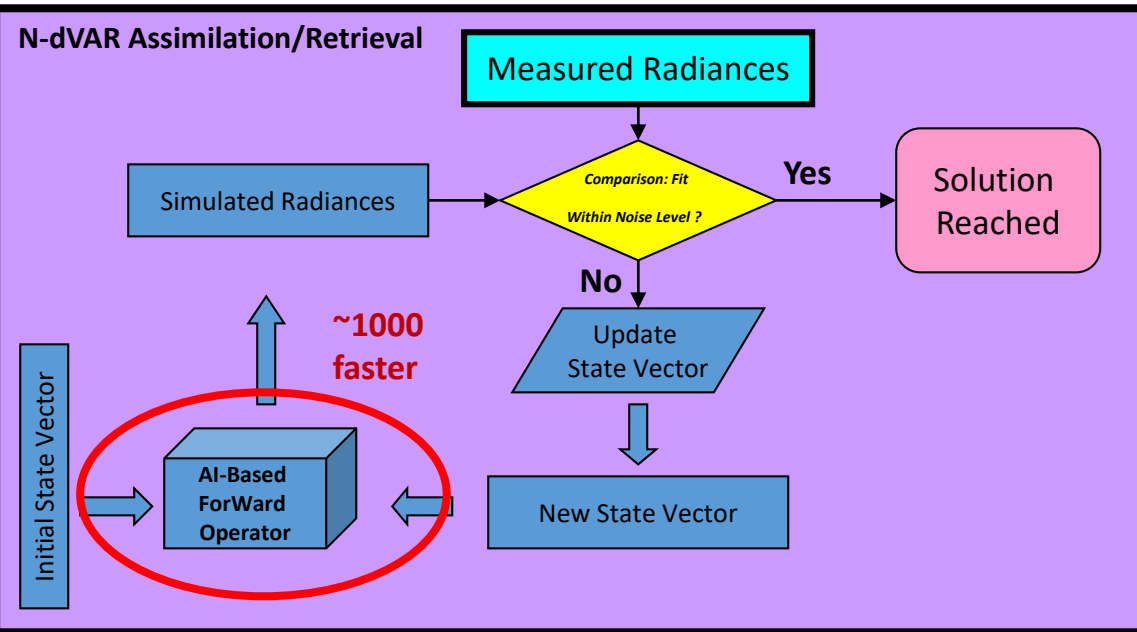 N-dVAR Assimilation/Retrieval
Measured Radiances
Simulated Radiances
Comparison: Fit
Within Noise Level ?
Yes
Solution
Reached
No
~1000
faster
Update
State Vector
Initial State Vector
AI-Based
ForWard
Operator
New State Vector